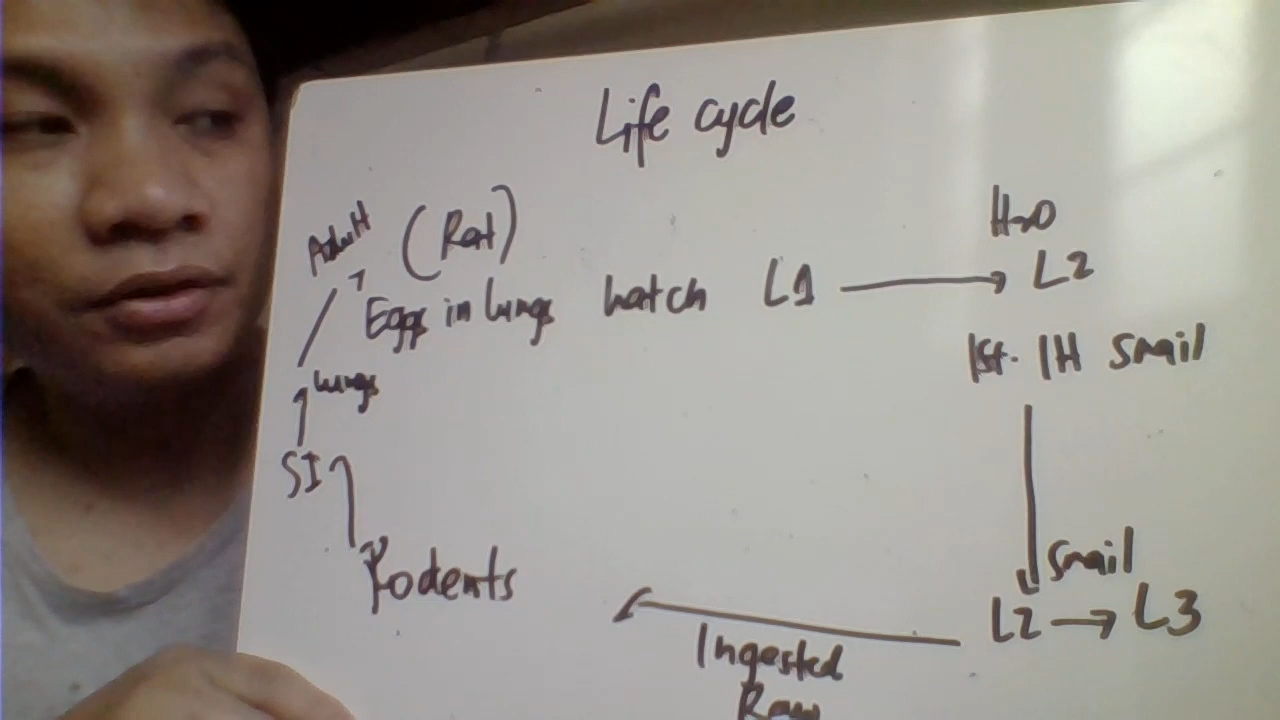 Life cycle
Adult (Rat)
H2O
Eggs in lungs hatch L1 → L2
1st. IH Snail
Lungs
SI
Snail
Rodents
L2 → L3
Ingested
Raw